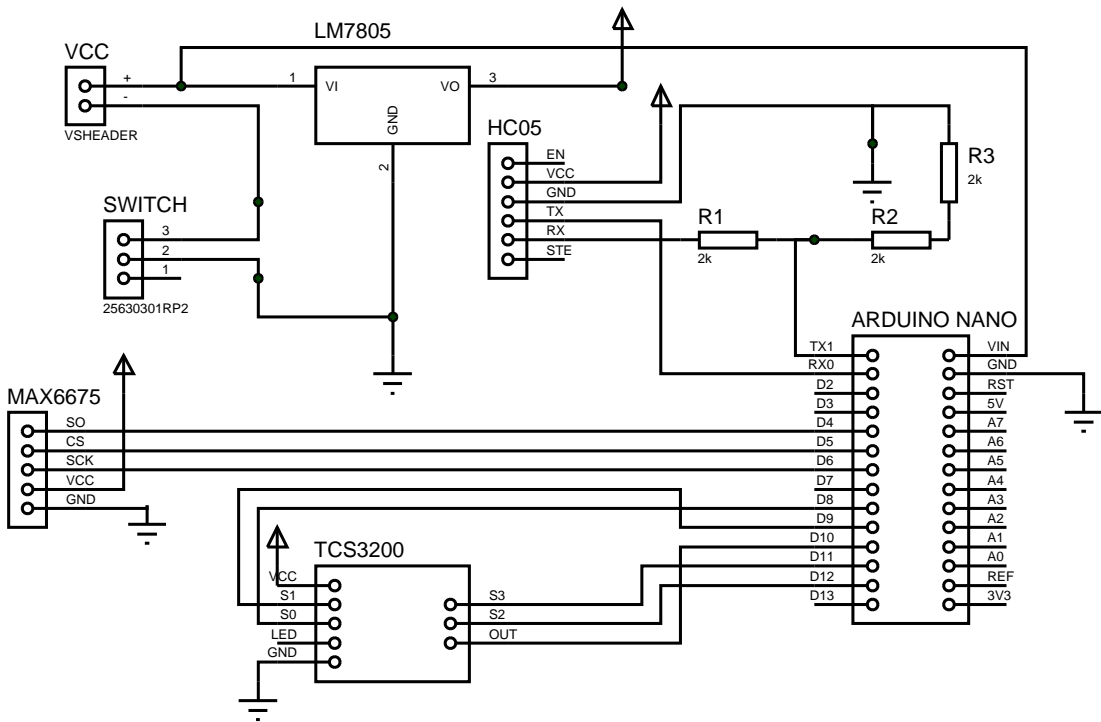 LM7805
VCC
+
-
VSHEADER
1
VI
VO
3
GND
2
HC05
EN
VCC
GND
TX
RX
STE
R3
2k
R1
2k
R2
2k
SWITCH
3
2
1
25630301RP2
ARDUINO NANO
TX1
RX0
D2
D3
D4
D5
D6
D7
D8
D9
D10
D11
D12
D13
VIN
GND
RST
5V
A7
A6
A5
A4
A3
A2
A1
A0
REF
3V3
MAX6675
SO
CS
SCK
VCC
GND
TCS3200
VCC
S1
S0
LED
GND
S3
S2
OUT